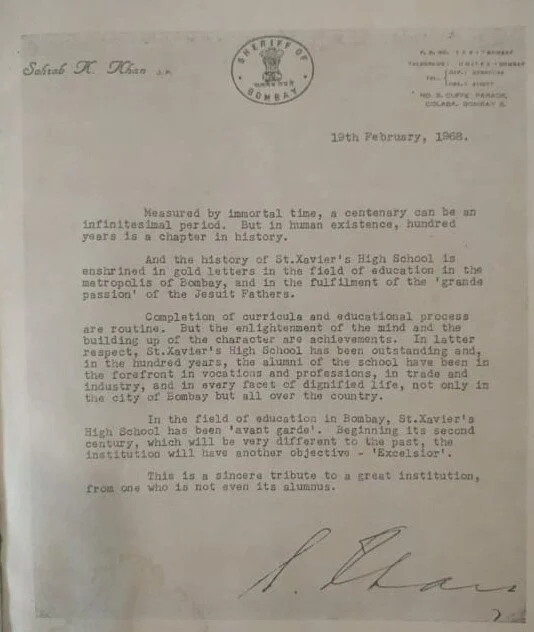 Sohrab K. Khan J.P.
SHERIFF OF
BOMBAY
NO. 2. CUFFE PARADE,
COLABA. BOMBAY 5.
19th February, 1968.
Measured by immortal time, a centenary can be an
infinitesimal period. But in human existence, hundred
years is a chapter in history.
And the history of St.Xavier's High School is
enshrined in gold letters in the field of education in the
metropolis of Bombay, and in the fulfilment of the 'grande
passion' of the Jesuit Fathers.
Completion of curricula and educational process
are routine. But the enlightenment of the mind and the
building up of the character are achievements. In latter
respect, St.Xavier's High School has been outstanding and,
in the hundred years, the alumni of the school have been in
the forefront in vocations and professions, in trade and
industry, and in every facet of dignified life, not only in
the city of Bombay but all over the country.
In the field of education in Bombay, St.Xavier's
High School has been 'avant garde'. Beginning its second
century, which will be very different to the past, the
institution will have another objective - 'Excelsior'.
This is a sincere tribute to a great institution,
from one who is not even its alumnus.
S. Khan